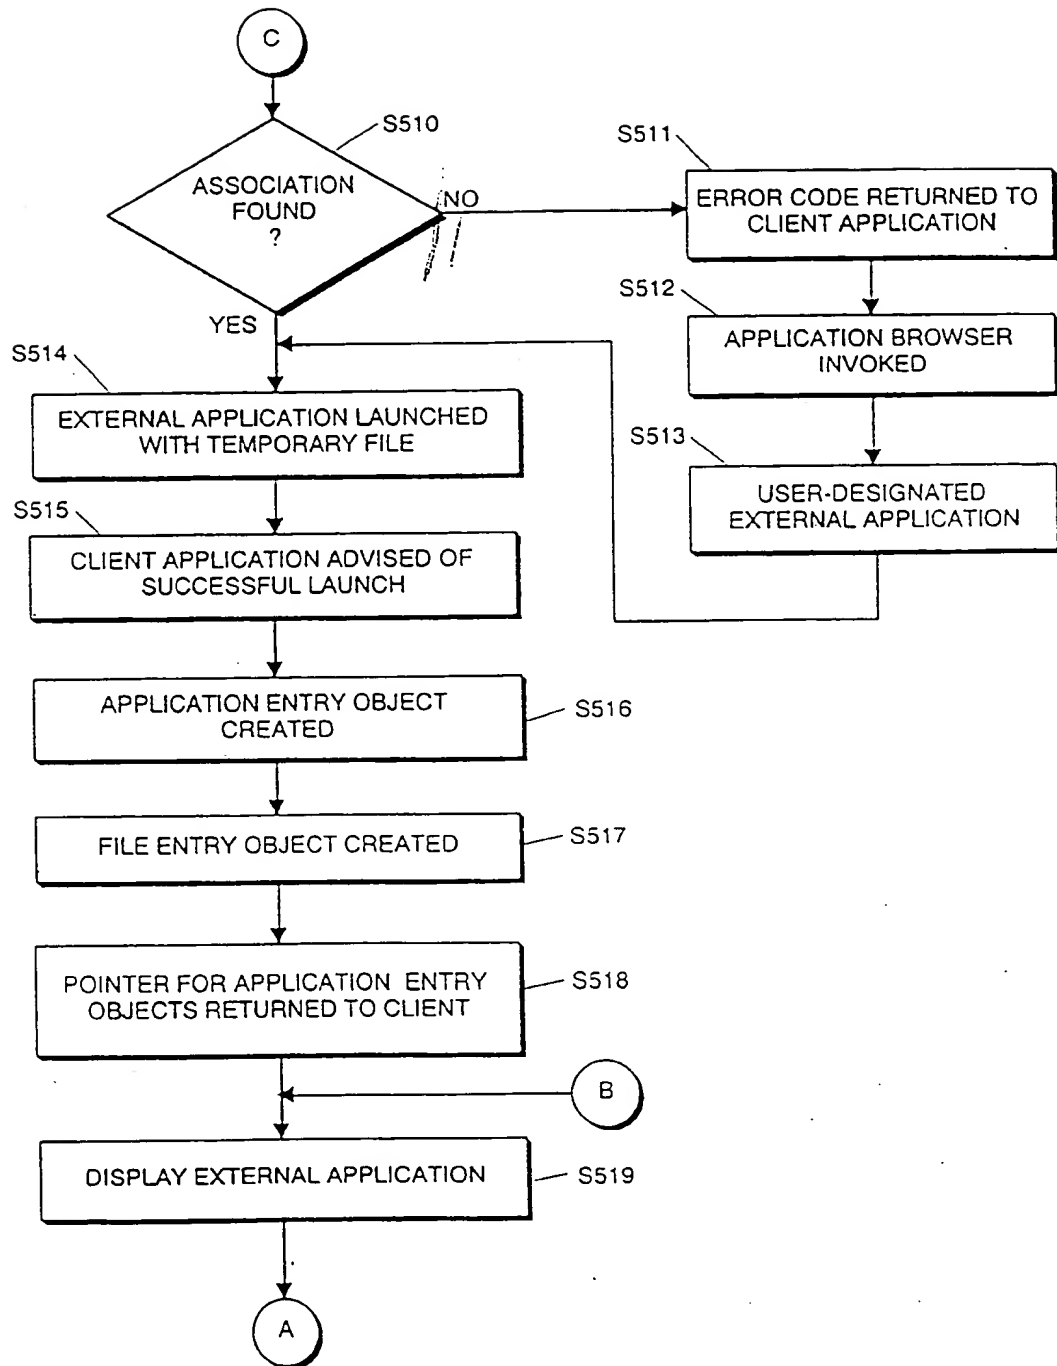 C
S510
ASSOCIATION
FOUND
?
NO
YES
S511
ERROR CODE RETURNED TO
CLIENT APPLICATION
S512
APPLICATION BROWSER
INVOKED
S513
USER-DESIGNATED
EXTERNAL APPLICATION
S514
EXTERNAL APPLICATION LAUNCHED
WITH TEMPORARY FILE
S515
CLIENT APPLICATION ADVISED OF
SUCCESSFUL LAUNCH
APPLICATION ENTRY OBJECT
CREATED
S516
FILE ENTRY OBJECT CREATED
S517
POINTER FOR APPLICATION ENTRY
OBJECTS RETURNED TO CLIENT
S518
B
DISPLAY EXTERNAL APPLICATION
S519
A